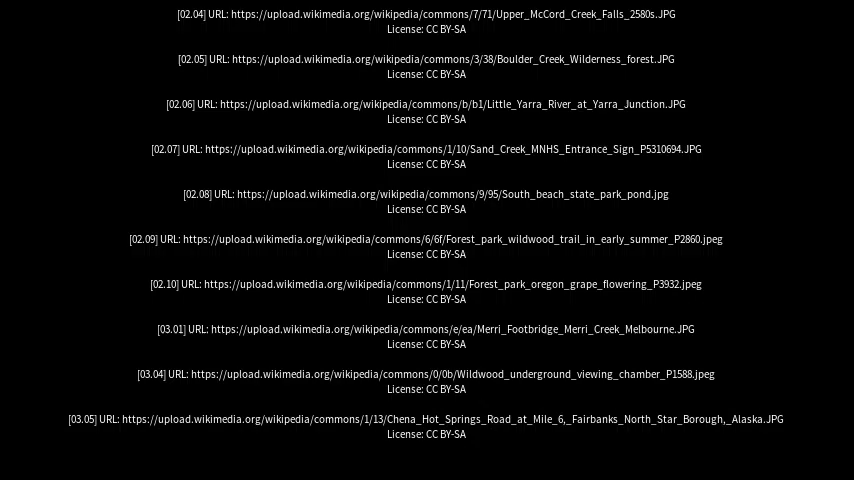 [02.04] URL: https://upload.wikimedia.org/wikipedia/commons/7/71/Upper_McCord_Creek_Falls_2580s.JPG
License: CC BY-SA
[02.05] URL: https://upload.wikimedia.org/wikipedia/commons/3/38/Boulder_Creek_Wilderness_forest.JPG
License: CC BY-SA
[02.06] URL: https://upload.wikimedia.org/wikipedia/commons/b/b1/Little_Yarra_River_at_Yarra_Junction.JPG
License: CC BY-SA
[02.07] URL: https://upload.wikimedia.org/wikipedia/commons/1/10/Sand_Creek_MNHS_Entrance_Sign_P5310694.JPG
License: CC BY-SA
[02.08] URL: https://upload.wikimedia.org/wikipedia/commons/9/95/South_beach_state_park_pond.jpg
License: CC BY-SA
[02.09] URL: https://upload.wikimedia.org/wikipedia/commons/6/6f/Forest_park_wildwood_trail_in_early_summer_P2860.jpeg
License: CC BY-SA
[02.10] URL: https://upload.wikimedia.org/wikipedia/commons/1/11/Forest_park_oregon_grape_flowering_P3932.jpeg
License: CC BY-SA
[03.01] URL: https://upload.wikimedia.org/wikipedia/commons/e/ea/Merri_Footbridge_Merri_Creek_Melbourne.JPG
License: CC BY-SA
[03.04] URL: https://upload.wikimedia.org/wikipedia/commons/0/0b/Wildwood_underground_viewing_chamber_P1588.jpeg
License: CC BY-SA
[03.05] URL: https://upload.wikimedia.org/wikipedia/commons/1/13/Chena_Hot_Springs_Road_at_Mile_6,_Fairbanks_North_Star_Borough,_Alaska.JPG
License: CC BY-SA